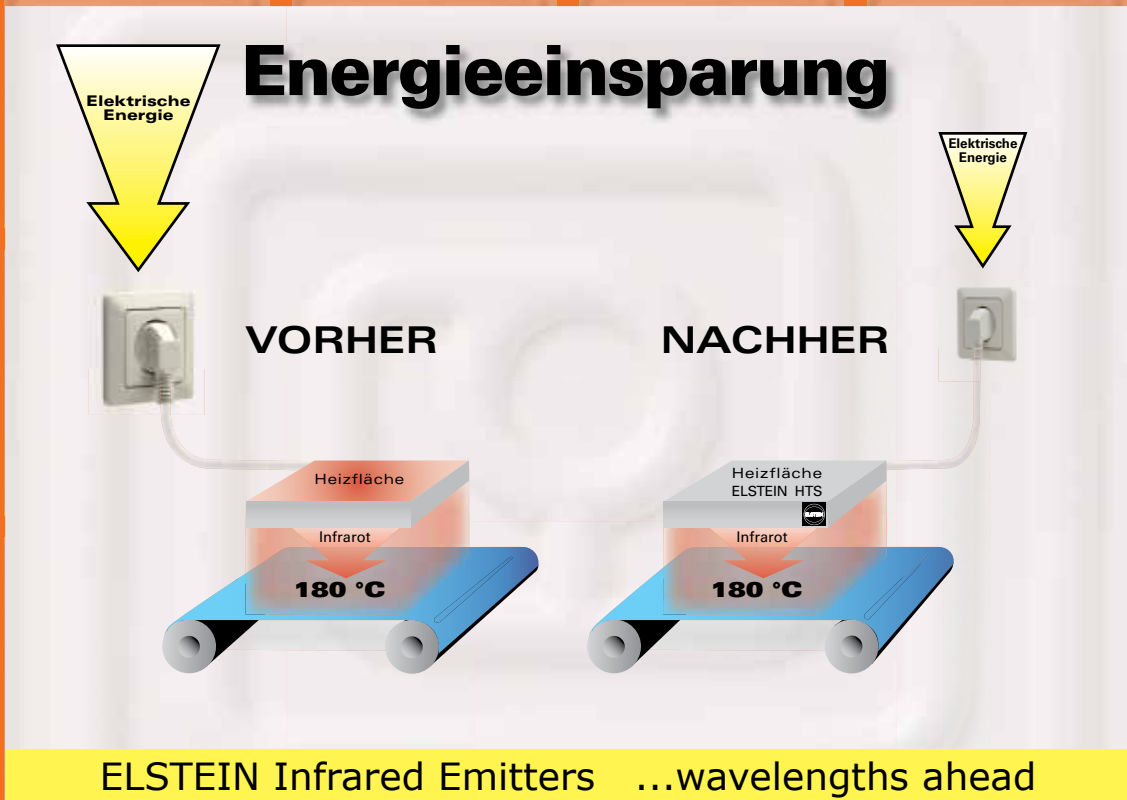 Energieeinsparung
Elektrische
Energie
Elektrische
Energie
VORHER
NACHHER
Heizfläche
Infrarot
180 °C
Heizfläche
ELSTEIN HTS
ELSTEIN
Infrarot
180 °C
ELSTEIN Infrared Emitters ...wavelengths ahead